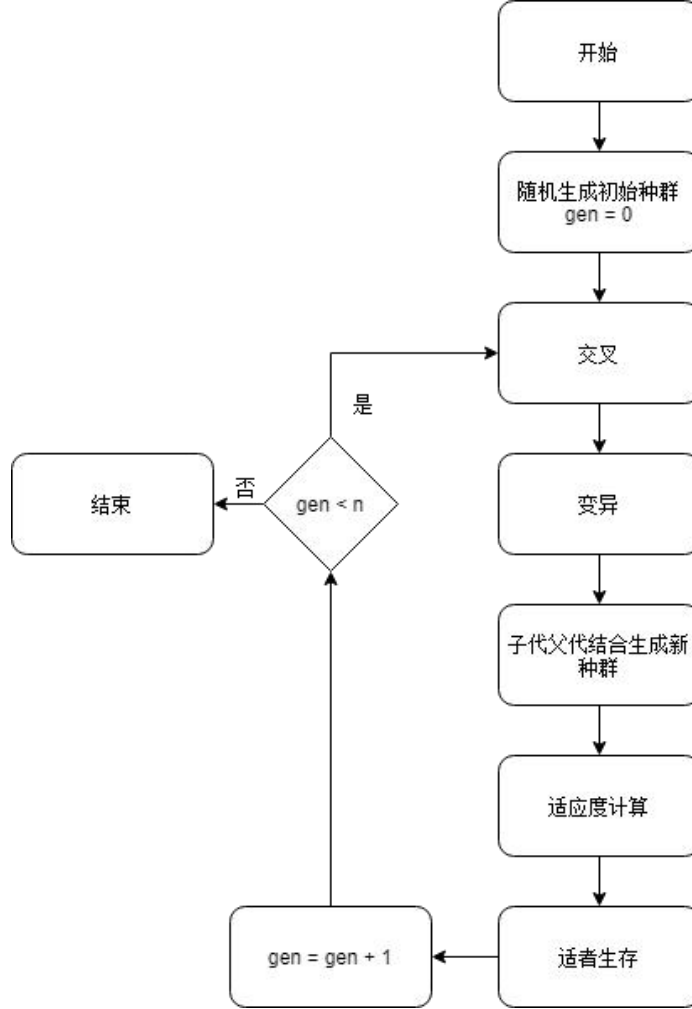 开始
随机生成初始种群
gen = 0
交叉
是
否
结束
gen < n
变异
子代父代结合生成新
种群
适应度计算
gen = gen + 1
适者生存